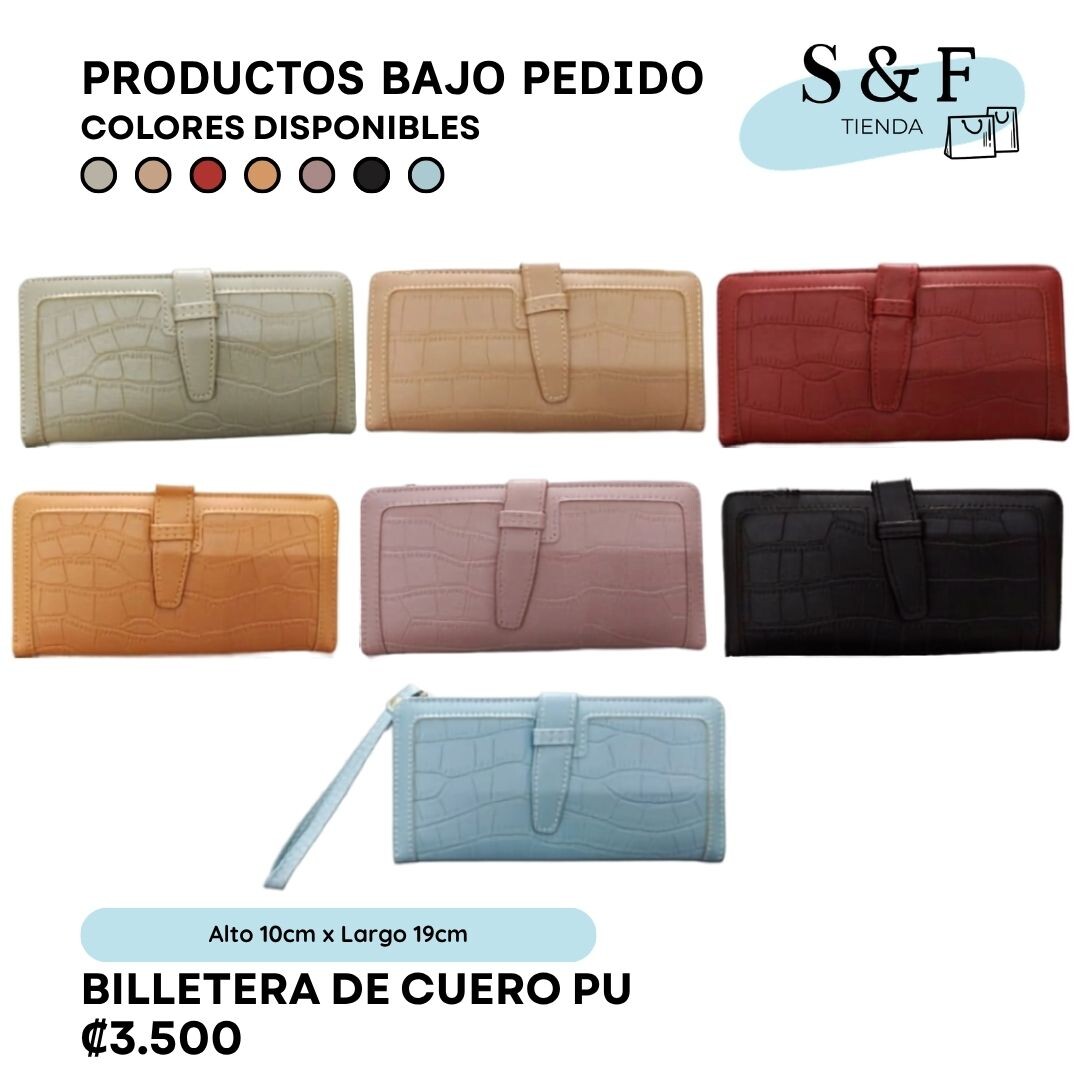 PRODUCTOS BAJO PEDIDO
COLORES DISPONIBLES
S & F
TIENDA
Alto 10cm x Largo 19cm
BILLETERA DE CUERO PU
₡3.500